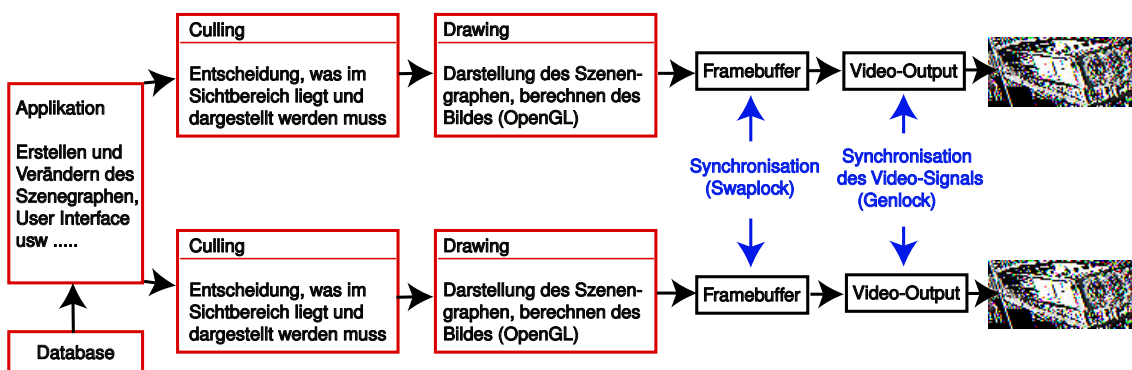 Applikation
Erstellen und
Verändern des
Szenegraphen,
User Interface
usw .....
Database
Culling
Entscheidung, was im
Sichtbereich liegt und
dargestellt werden muss
Drawing
Darstellung des Szenen-
graphen, berechnen des
Bildes (OpenGL)
Framebuffer
Video-Output
Synchronisation
(Swaplock)
Synchronisation
des Video-Signals
(Genlock)
Culling
Entscheidung, was im
Sichtbereich liegt und
dargestellt werden muss
Drawing
Darstellung des Szenen-
graphen, berechnen des
Bildes (OpenGL)
Framebuffer
Video-Output